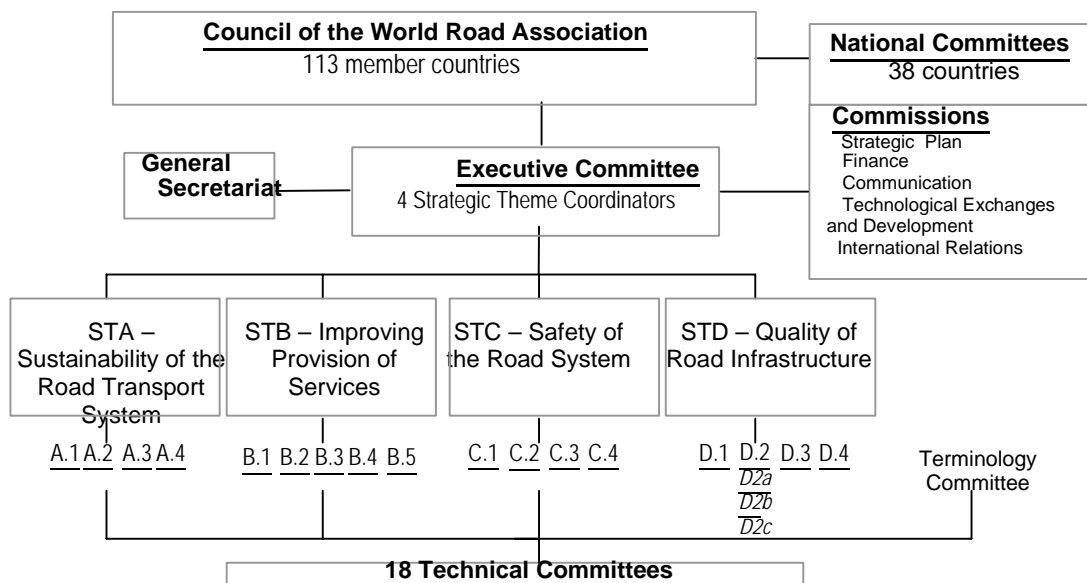 Council of the World Road Association
113 member countries
National Committees
38 countries
Commissions
Strategic Plan
Finance
Communication
Technological Exchanges
and Development
International Relations
General
Secretariat
Executive Committee
4 Strategic Theme Coordinators
STA –
Sustainability of the
Road Transport
System
STB – Improving
Provision of
Services
STC – Safety of
the Road System
STD – Quality of
Road Infrastructure
A.1 A.2 A.3 A.4
B.1 B.2 B.3 B.4 B.5
C.1 C.2 C.3 C.4
D.1 D.2 D.3 D.4
D2a
D2b
D2c
Terminology
Committee
18 Technical Committees